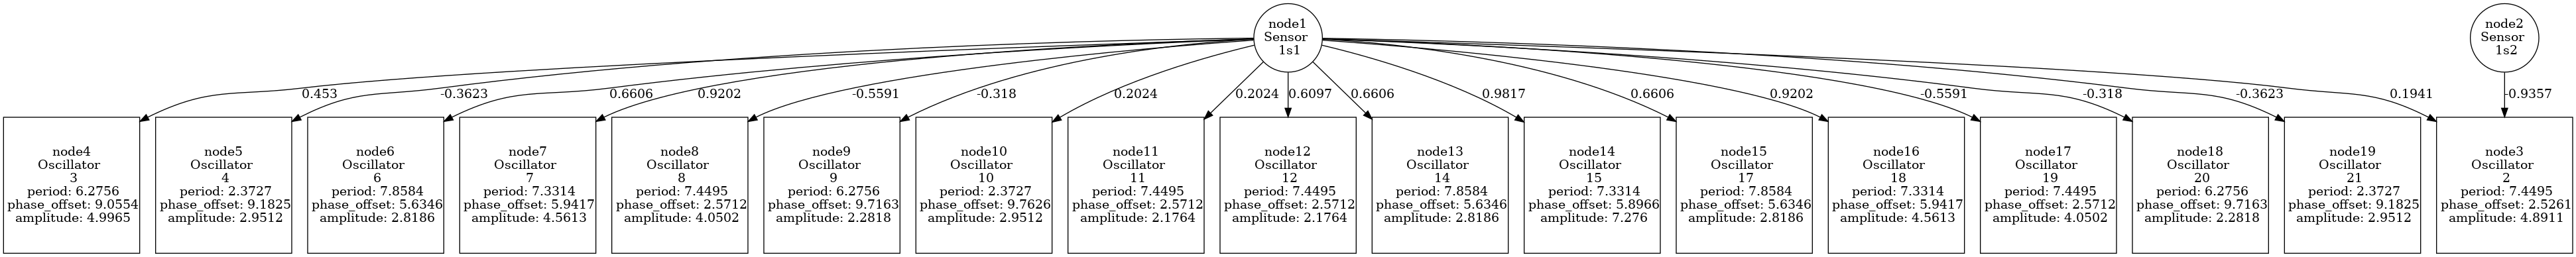 node1
Sensor
1s1
node2
Sensor
1s2
0.453
-0.3623
0.6606
0.9202
-0.5591
-0.318
0.2024
0.2024
0.6097
0.6606
0.9817
0.6606
0.9202
-0.5591
-0.318
-0.3623
0.1941
-0.9357
node4
Oscillator
3
period: 6.2756
phase_offset: 9.0554
amplitude: 4.9965
node5
Oscillator
4
period: 2.3727
phase_offset: 9.1825
amplitude: 2.9512
node6
Oscillator
6
period: 7.8584
phase_offset: 5.6346
amplitude: 2.8186
node7
Oscillator
7
period: 7.3314
phase_offset: 5.9417
amplitude: 4.5613
node8
Oscillator
8
period: 7.4495
phase_offset: 2.5712
amplitude: 4.0502
node9
Oscillator
9
period: 6.2756
phase_offset: 9.7163
amplitude: 2.2818
node10
Oscillator
10
period: 2.3727
phase_offset: 9.7626
amplitude: 2.9512
node11
Oscillator
11
period: 7.4495
phase_offset: 2.5712
amplitude: 2.1764
node12
Oscillator
12
period: 7.4495
phase_offset: 2.5712
amplitude: 2.1764
node13
Oscillator
14
period: 7.8584
phase_offset: 5.6346
amplitude: 2.8186
node14
Oscillator
15
period: 7.3314
phase_offset: 5.8966
amplitude: 7.276
node15
Oscillator
17
period: 7.8584
phase_offset: 5.6346
amplitude: 2.8186
node16
Oscillator
18
period: 7.3314
phase_offset: 5.9417
amplitude: 4.5613
node17
Oscillator
19
period: 7.4495
phase_offset: 2.5712
amplitude: 4.0502
node18
Oscillator
20
period: 6.2756
phase_offset: 9.7163
amplitude: 2.2818
node19
Oscillator
21
period: 2.3727
phase_offset: 9.1825
amplitude: 2.9512
node3
Oscillator
2
period: 7.4495
phase_offset: 2.5261
amplitude: 4.8911